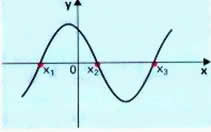 y
x₁ 0 x₂ x₃
x